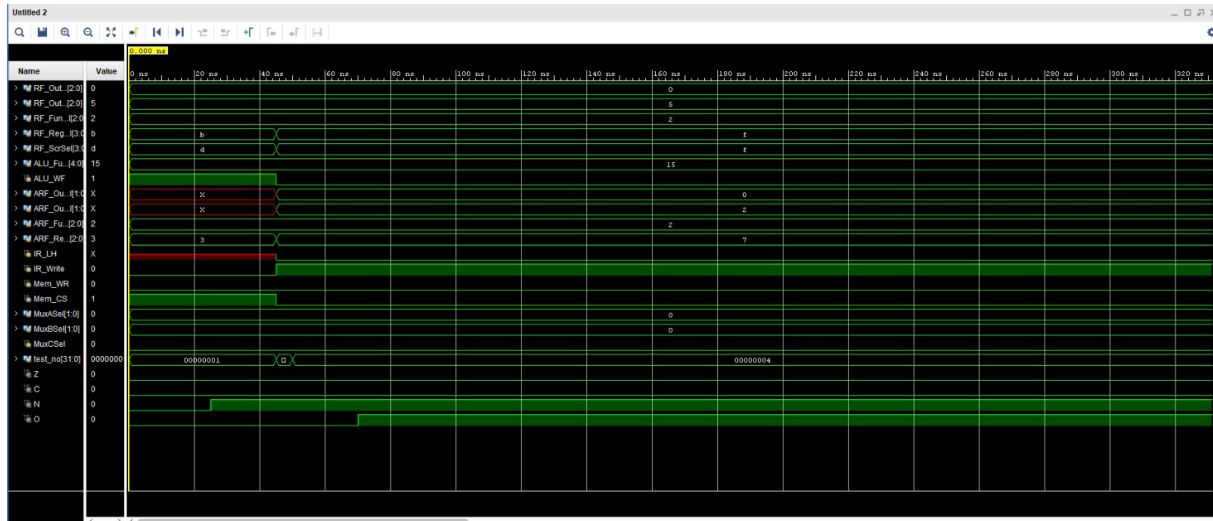 Untitled 2
0.000 ns
Name Value 0 ns 20 ns 40 ns 60 ns 80 ns 100 ns 120 ns 140 ns 160 ns 180 ns 200 ns 220 ns 240 ns 260 ns 280 ns 300 ns 320 ns
RF_Out..[2:0] 0 0
RF_Out..[2:0] 5 5
RF_Fun...l[2:0 2 2
RF_Reg...l[3:0 b b f
RF_ScrSel[3:0 d d f
ALU_Fu...[4:0] 15 15
ALU_WF 1
ARF_Ou...l[1:0 X X 0
ARF_Ou...l[1:0 X X 2
ARF_Fu...[2:0] 2 2
ARF_Re...[2:0 3 3 7
IR_LH X
IR_Write 0
Mem_WR 0
Mem_CS 1
MuxASel[1:0] 0 0
MuxBSel[1:0] 0 0
MuxCSel 0
test_no[31:0] 0000000 00000001 00000004
Z 0
C 0
N 0
O 0